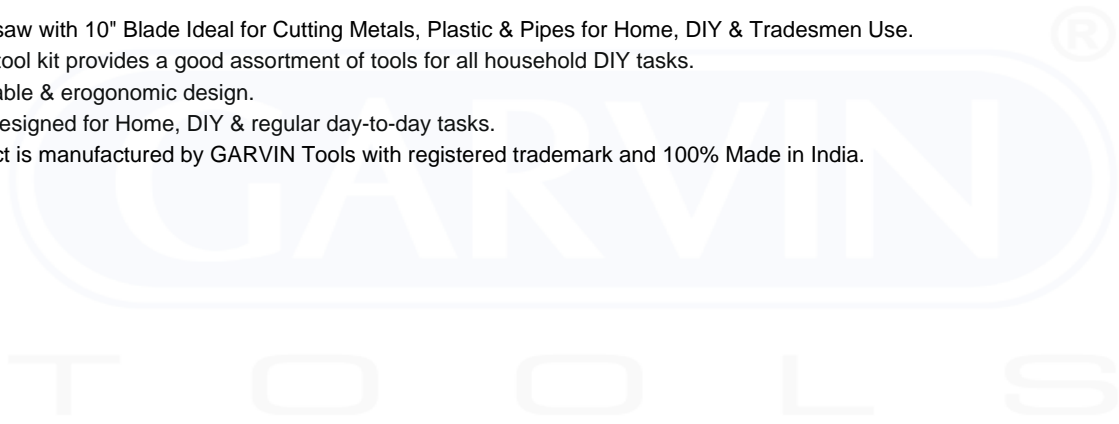 saw with 10" Blade Ideal for Cutting Metals, Plastic & Pipes for Home, DIY & Tradesmen Use.
tool kit provides a good assortment of tools for all household DIY tasks.
able & erogonomic design.
esigned for Home, DIY & regular day-to-day tasks.
ct is manufactured by GARVIN Tools with registered trademark and 100% Made in India.
GARVIN®
TOOLS